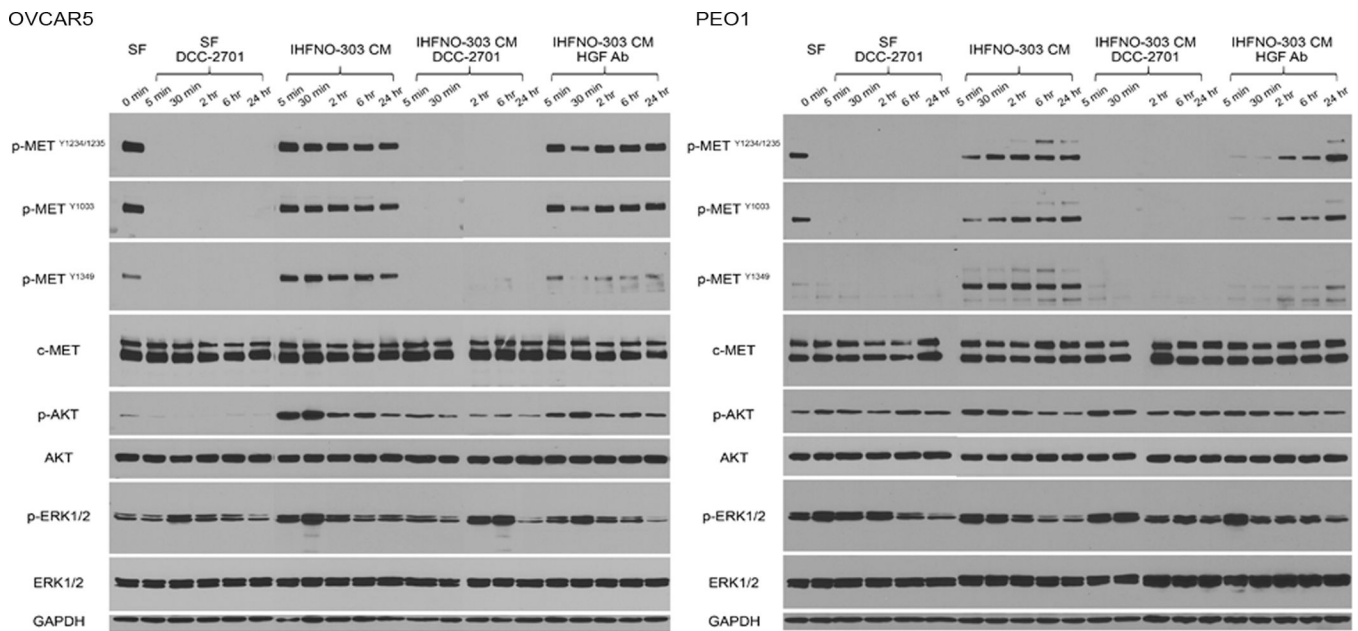 OVCAR5
SF
SF
DCC-2701
IHFNO-303 CM
IHFNO-303 CM
DCC-2701
IHFNO-303 CM
HGF Ab
0 min 5 min 30 min 2 hr 6 hr 24 hr 5 min 30 min 2 hr 6 hr 24 hr 5 min 30 min 2 hr 6 hr 24 hr 5 min 30 min 2 hr 6 hr 24 hr
p-MET Y1234/1235
p-MET Y1003
p-MET Y1349
c-MET
p-AKT
AKT
p-ERK1/2
ERK1/2
GAPDH
PEO1
SF
SF
DCC-2701
IHFNO-303 CM
IHFNO-303 CM
DCC-2701
IHFNO-303 CM
HGF Ab
0 min 5 min 30 min 2 hr 6 hr 24 hr 5 min 30 min 2 hr 6 hr 24 hr 5 min 30 min 2 hr 6 hr 24 hr 5 min 30 min 2 hr 6 hr 24 hr
p-MET Y1234/1235
p-MET Y1003
p-MET Y1349
c-MET
p-AKT
AKT
p-ERK1/2
ERK1/2
GAPDH